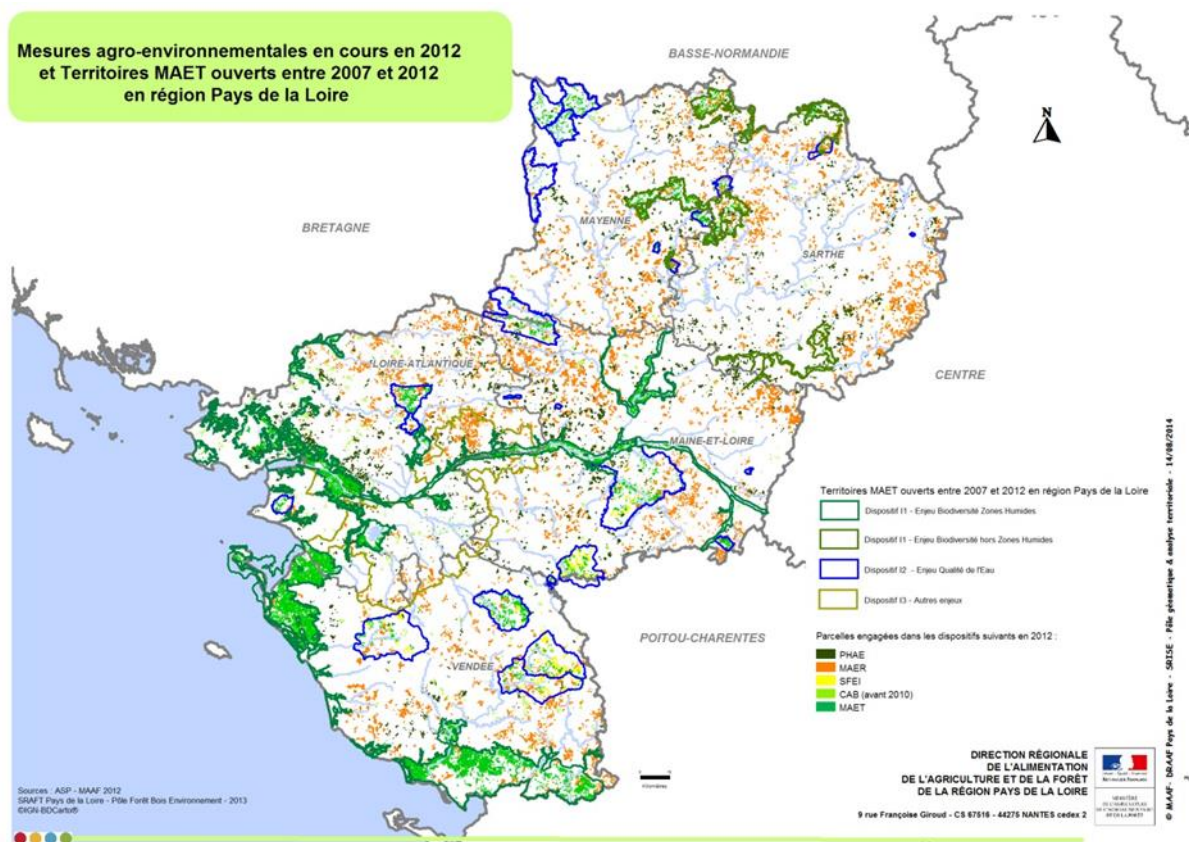 Mesures agro-environnementales en cours en 2012
et Territoires MAET ouverts entre 2007 et 2012
en région Pays de la Loire
BASSE-NORMANDIE
N
BRETAGNE
MAYENNE
SARTHE
LOIRE-ATLANTIQUE
CENTRE
MAINE-ET-LOIRE
POITOU-CHARENTES
VENDEE
Territoires MAET ouverts entre 2007 et 2012 en région Pays de la Loire
Dispositif I1 - Enjeu Biodiversité Zones Humides
Dispositif I1 - Enjeu Biodiversité hors Zones Humides
Dispositif I2 - Enjeu Qualité de l'Eau
Dispositif I3 - Autres enjeux
Parcelles engagées dans les dispositifs suivants en 2012 :
PHAE
MAER
SFEI
CAB (avant 2010)
MAET
Kilomètres
DIRECTION RÉGIONALE
DE L'ALIMENTATION
DE L'AGRICULTURE ET DE LA FORÊT
DE LA RÉGION PAYS DE LA LOIRE
9 rue Françoise Giroud - CS 67516 - 44275 NANTES cedex 2
Sources : ASP - MAAF 2012
SRAFT Pays de la Loire - Pôle Forêt Bois Environnement - 2013
©IGN-BDCarto®
© MAAF- DRAAF Pays de la Loire - SRISE - Pôle géomatique & analyse territoriale - 14/08/2014